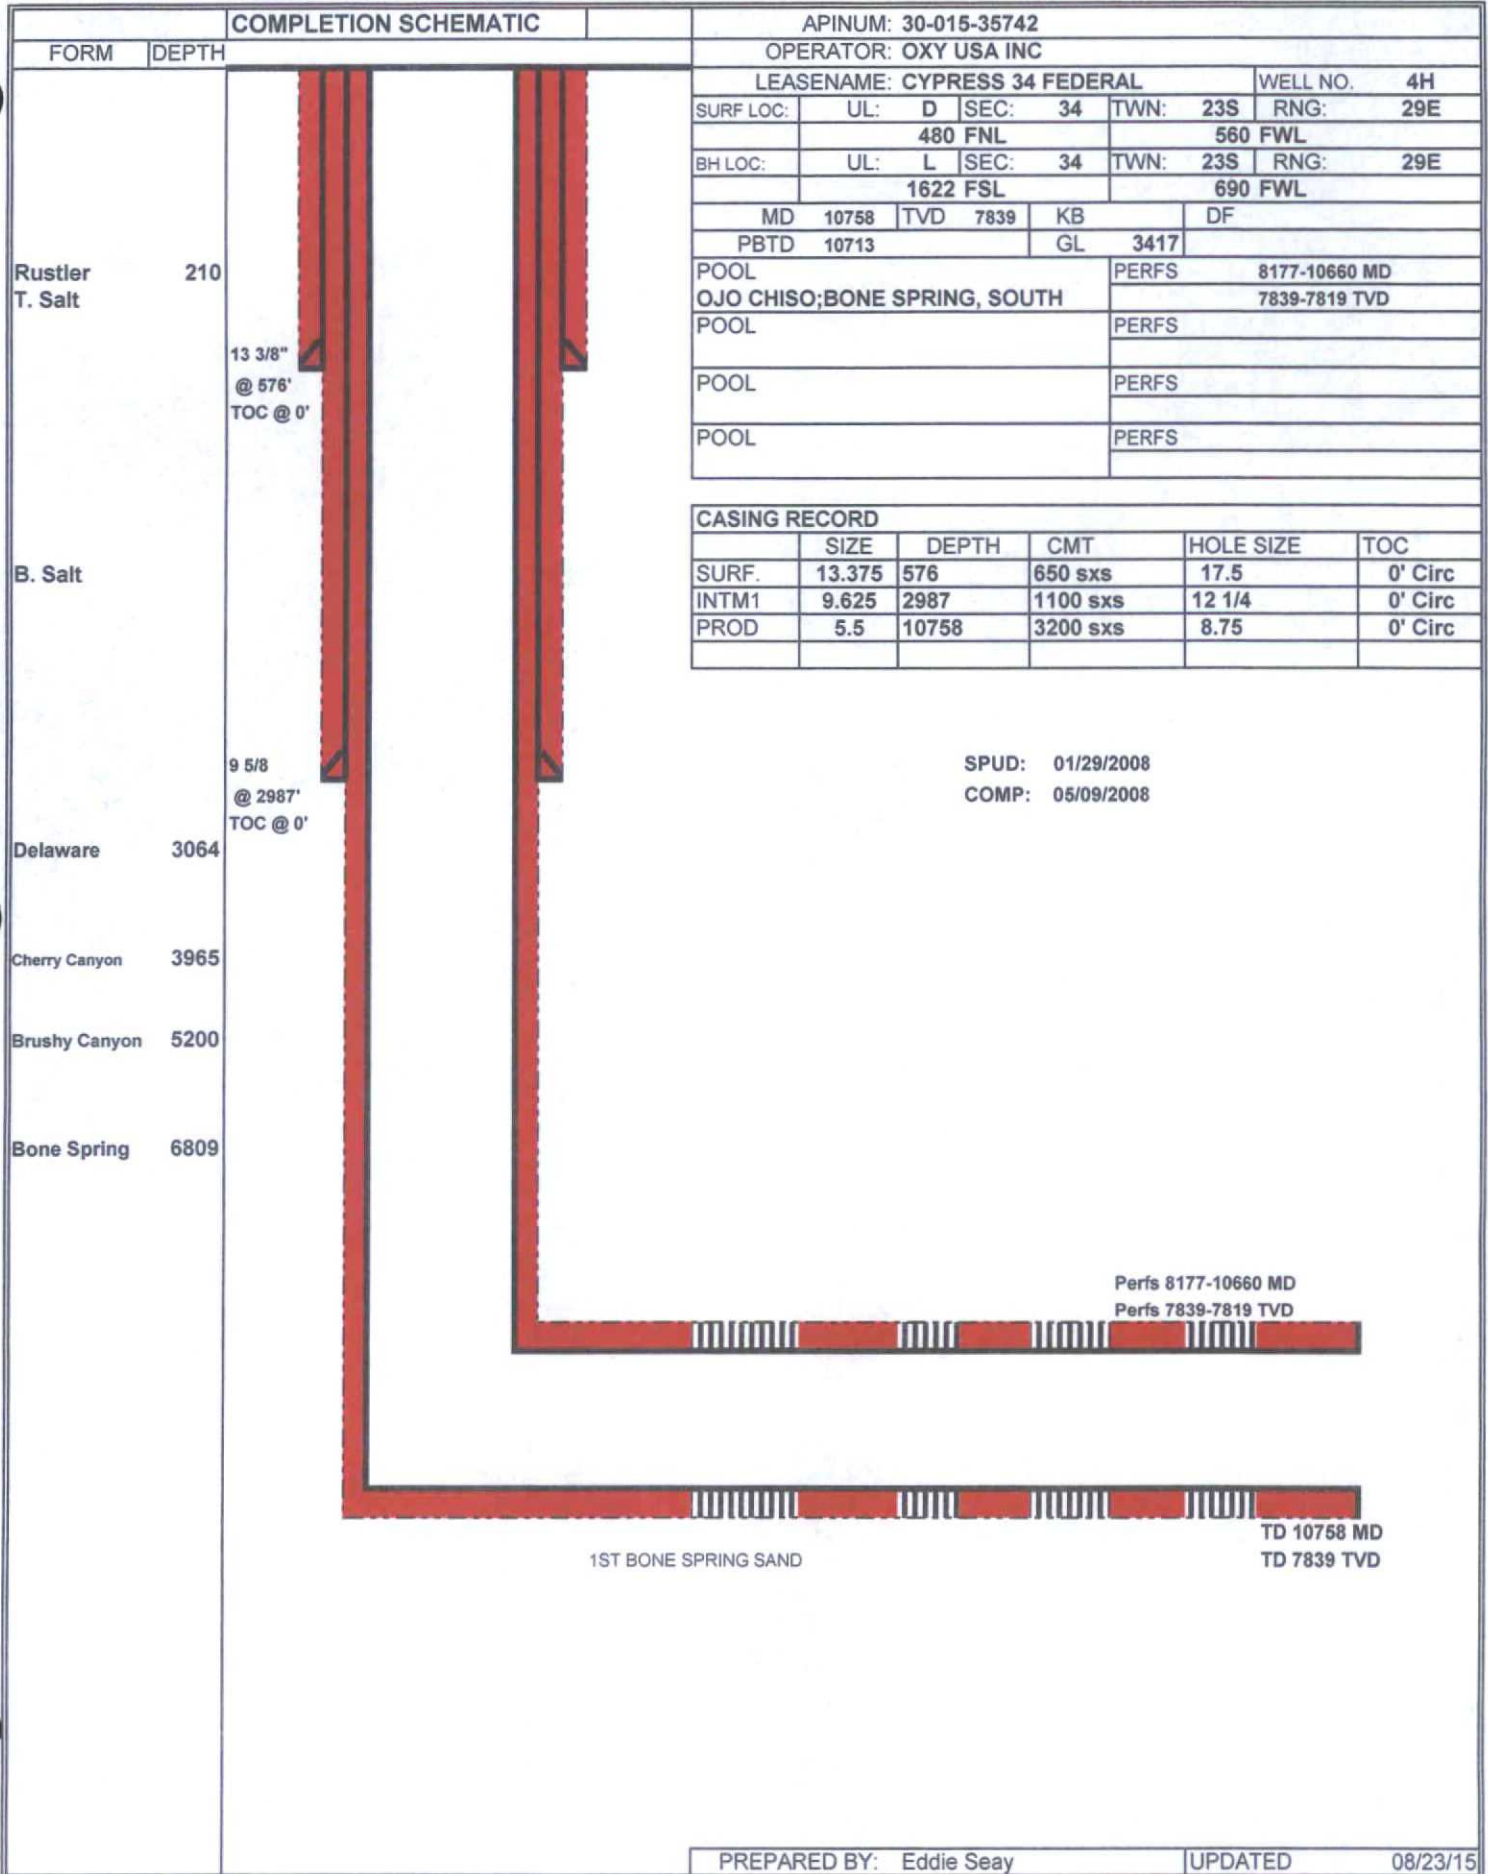 COMPLETION SCHEMATIC
FORM DEPTH
Rustler 210
T. Salt
13 3/8"
@ 576'
TOC @ 0'
B. Salt
9 5/8
@ 2987'
TOC @ 0'
Delaware 3064
Cherry Canyon 3965
Brushy Canyon 5200
Bone Spring 6809
APINUM: 30-015-35742
OPERATOR: OXY USA INC
LEASENAME: CYPRESS 34 FEDERAL WELL NO. 4H
SURF LOC: UL: D SEC: 34 TWN: 23S RNG: 29E
480 FNL 560 FWL
BH LOC: UL: L SEC: 34 TWN: 23S RNG: 29E
1622 FSL 690 FWL
MD 10758 TVD 7839 KB DF
PBTD 10713 GL 3417
POOL PERFS 8177-10660 MD
OJO CHISO;BONE SPRING, SOUTH 7839-7819 TVD
POOL PERFS
POOL PERFS
POOL PERFS
CASING RECORD
SIZE DEPTH CMT HOLE SIZE TOC
SURF. 13.375 576 650 sxs 17.5 0' Circ
INTM1 9.625 2987 1100 sxs 12 1/4 0' Circ
PROD 5.5 10758 3200 sxs 8.75 0' Circ
SPUD: 01/29/2008
COMP: 05/09/2008
Perfs 8177-10660 MD
Perfs 7839-7819 TVD
TD 10758 MD
TD 7839 TVD
1ST BONE SPRING SAND
PREPARED BY: Eddie Seay UPDATED 08/23/15